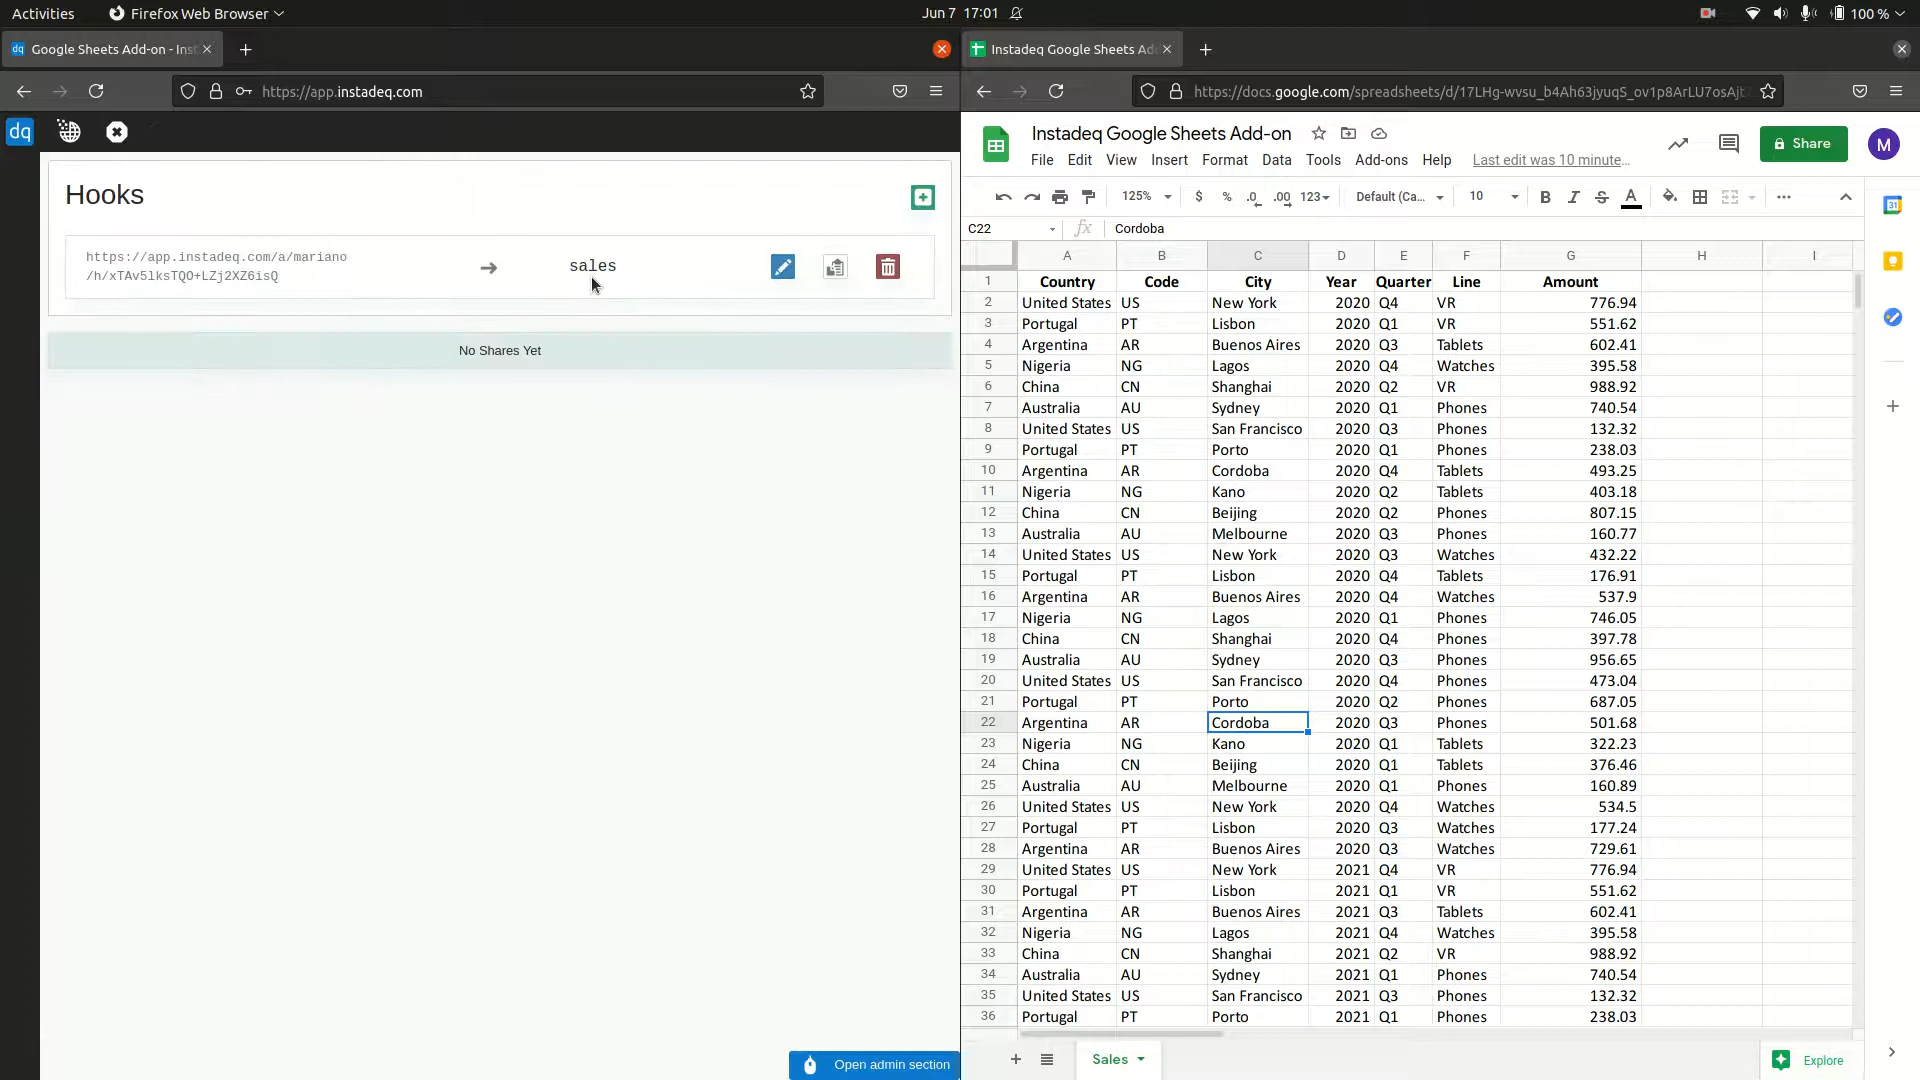 Activities Firefox Web Browser Jun 7 17:01 100 %
dq Google Sheets Add-on - Inst
Instadeq Google Sheets Ad
https://app.instadeq.com
https://docs.google.com/spreadsheets/d/17LHg-wvsu_b4Ah63jyuqS_ov1p8ArLU7osAjt
dq
Hooks
https://app.instadeq.com/a/mariano
/h/xTAv5lksTQO+LZj2XZ6isQ
→ sales
No Shares Yet
Open admin section
Instadeq Google Sheets Add-on
File Edit View Insert Format Data Tools Add-ons Help Last edit was 10 minute...
Share
M
125% $ % .0 .00 123 Default (Ca... 10 B I S A
31
C22 fx Cordoba
A B C D E F G H I
1 Country Code City Year Quarter Line Amount
2 United States US New York 2020 Q4 VR 776.94
3 Portugal PT Lisbon 2020 Q1 VR 551.62
4 Argentina AR Buenos Aires 2020 Q3 Tablets 602.41
5 Nigeria NG Lagos 2020 Q4 Watches 395.58
6 China CN Shanghai 2020 Q2 VR 988.92
7 Australia AU Sydney 2020 Q1 Phones 740.54
8 United States US San Francisco 2020 Q3 Phones 132.32
9 Portugal PT Porto 2020 Q1 Phones 238.03
10 Argentina AR Cordoba 2020 Q4 Tablets 493.25
11 Nigeria NG Kano 2020 Q2 Tablets 403.18
12 China CN Beijing 2020 Q2 Phones 807.15
13 Australia AU Melbourne 2020 Q3 Phones 160.77
14 United States US New York 2020 Q3 Watches 432.22
15 Portugal PT Lisbon 2020 Q4 Tablets 176.91
16 Argentina AR Buenos Aires 2020 Q4 Watches 537.9
17 Nigeria NG Lagos 2020 Q1 Phones 746.05
18 China CN Shanghai 2020 Q4 Phones 397.78
19 Australia AU Sydney 2020 Q3 Phones 956.65
20 United States US San Francisco 2020 Q4 Phones 473.04
21 Portugal PT Porto 2020 Q2 Phones 687.05
22 Argentina AR Cordoba 2020 Q3 Phones 501.68
23 Nigeria NG Kano 2020 Q1 Tablets 322.23
24 China CN Beijing 2020 Q1 Tablets 376.46
25 Australia AU Melbourne 2020 Q1 Phones 160.89
26 United States US New York 2020 Q4 Watches 534.5
27 Portugal PT Lisbon 2020 Q3 Watches 177.24
28 Argentina AR Buenos Aires 2020 Q3 Watches 729.61
29 United States US New York 2021 Q4 VR 776.94
30 Portugal PT Lisbon 2021 Q1 VR 551.62
31 Argentina AR Buenos Aires 2021 Q3 Tablets 602.41
32 Nigeria NG Lagos 2021 Q4 Watches 395.58
33 China CN Shanghai 2021 Q2 VR 988.92
34 Australia AU Sydney 2021 Q1 Phones 740.54
35 United States US San Francisco 2021 Q3 Phones 132.32
36 Portugal PT Porto 2021 Q1 Phones 238.03
Sales
Explore